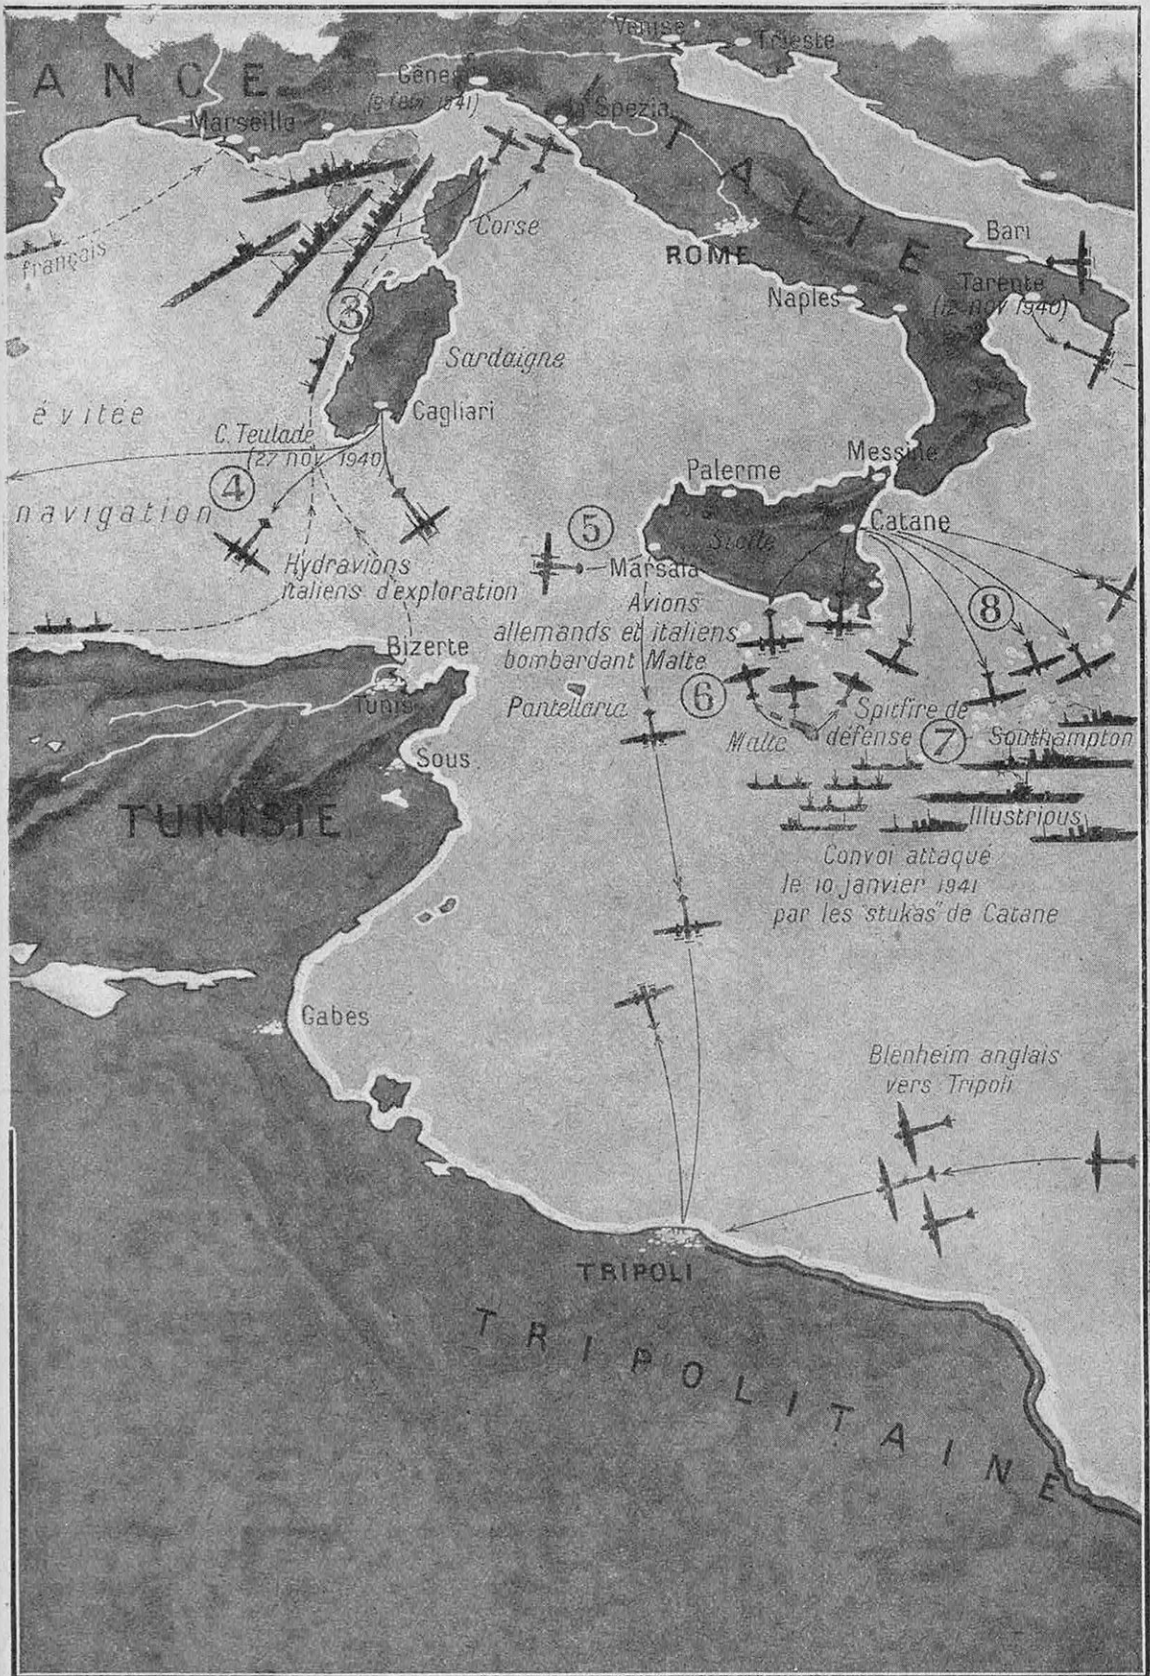 Venise
Trieste
ANCE
Gênes
1941)
Marseille
la Spezia
ITALIE
Corse
français
ROME
Bari
Naples
Tarente
(12 nov 1940)
3
Sardaigne
évitée
Cagliari
C. Teulade
(27 nov 1940)
4
Messine
Palerme
navigation
5
Catane
Sicile
Hydravions
italiens d'exploration
Marsala
8
Avions
allemands et italiens
bombardant Malte
Bizerte
Tunis
Pantellaria
6
Spitfire de
défense
Malte
7
Southampton
Sous
TUNISIE
Illustrious
Convoi attaqué
le 10 janvier 1941
par les "stukas" de Catane
Gabes
Blenheim anglais
vers Tripoli
TRIPOLI
TRIPOLITAINE